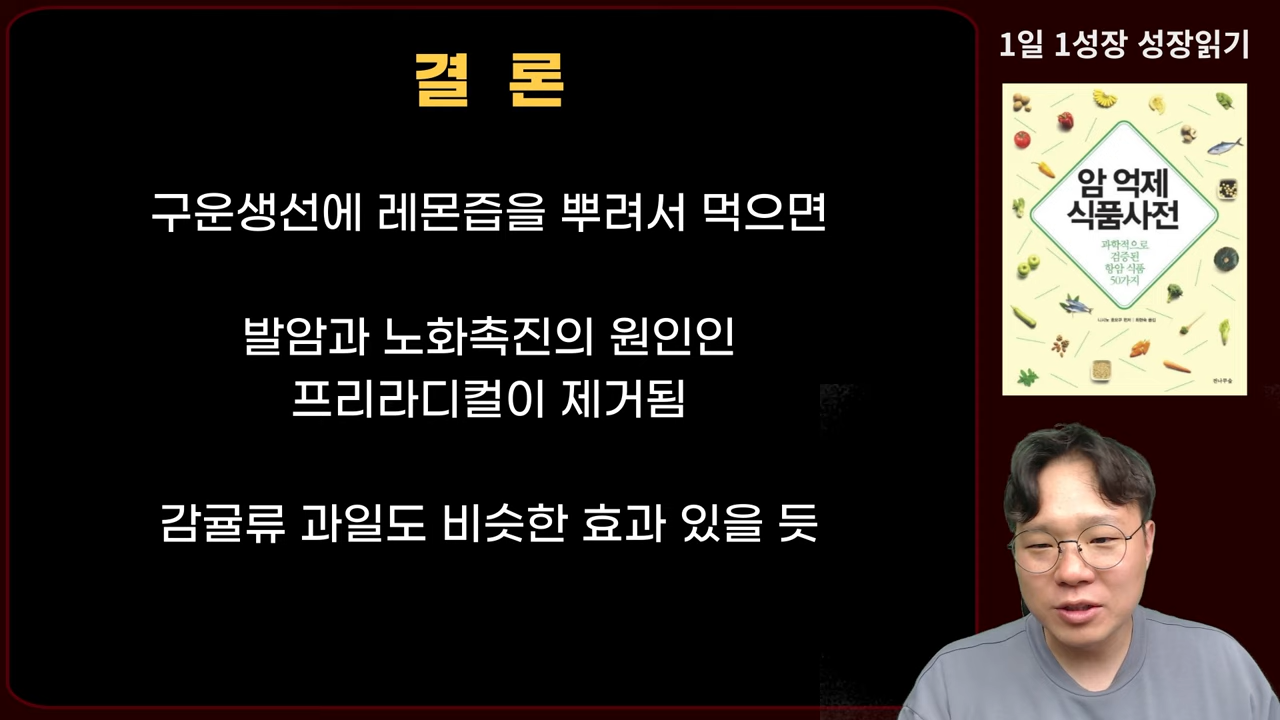 결 론
구운생선에 레몬즙을 뿌려서 먹으면
발암과 노화촉진의 원인인
프리라디컬이 제거됨
감귤류 과일도 비슷한 효과 있을 듯
1일 1성장 성장읽기
암 억제
식품사전
과학적으로
검증된
항암 식품
50가지
전나무숲